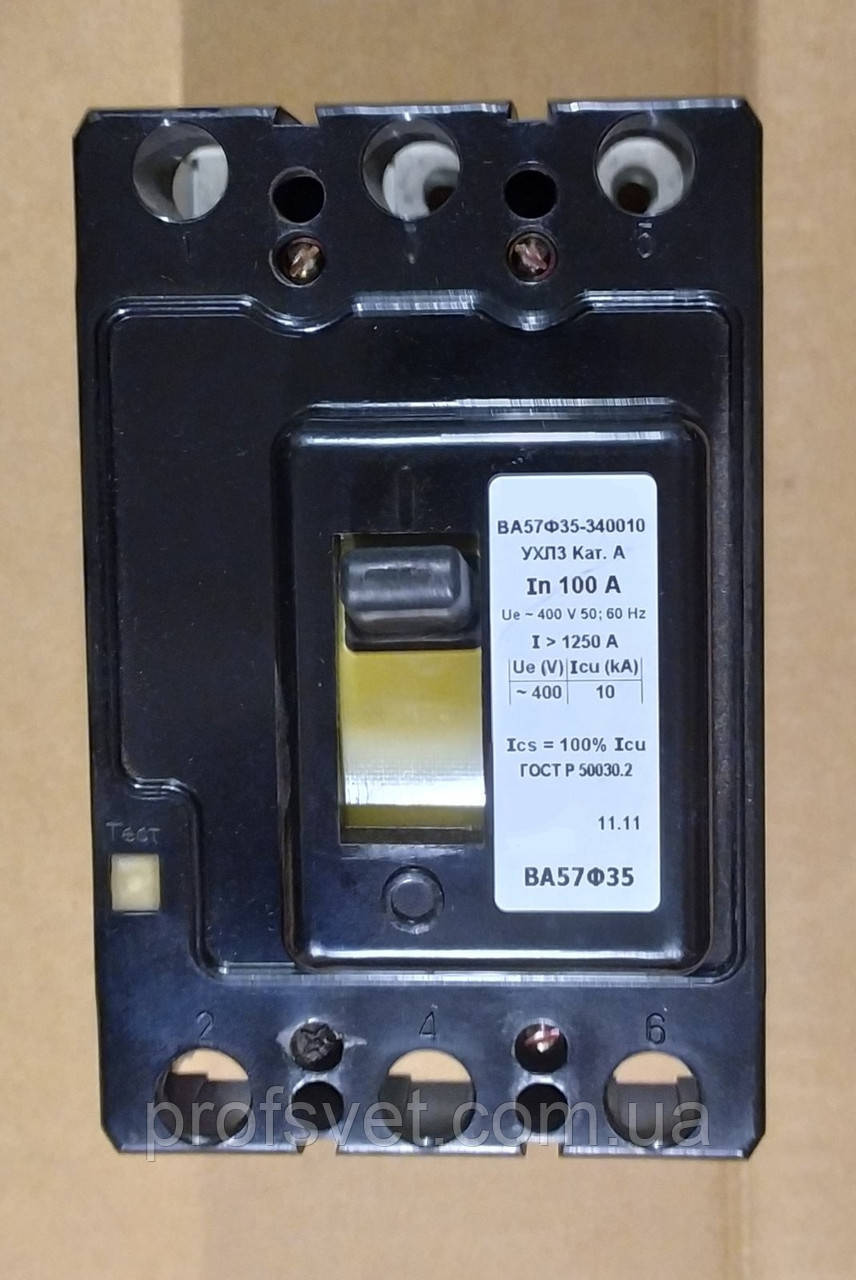 1
5
ВА57Ф35-340010
УХЛ3 Кат. А
In 100 A
Ue ~ 400 V 50; 60 Hz
I > 1250 A
Ue (V) Icu (kA)
~ 400 10
Ics = 100% Icu
ГОСТ Р 50030.2
11.11
ВА57Ф35
Тест
2 4 6
profsvet.com.ua